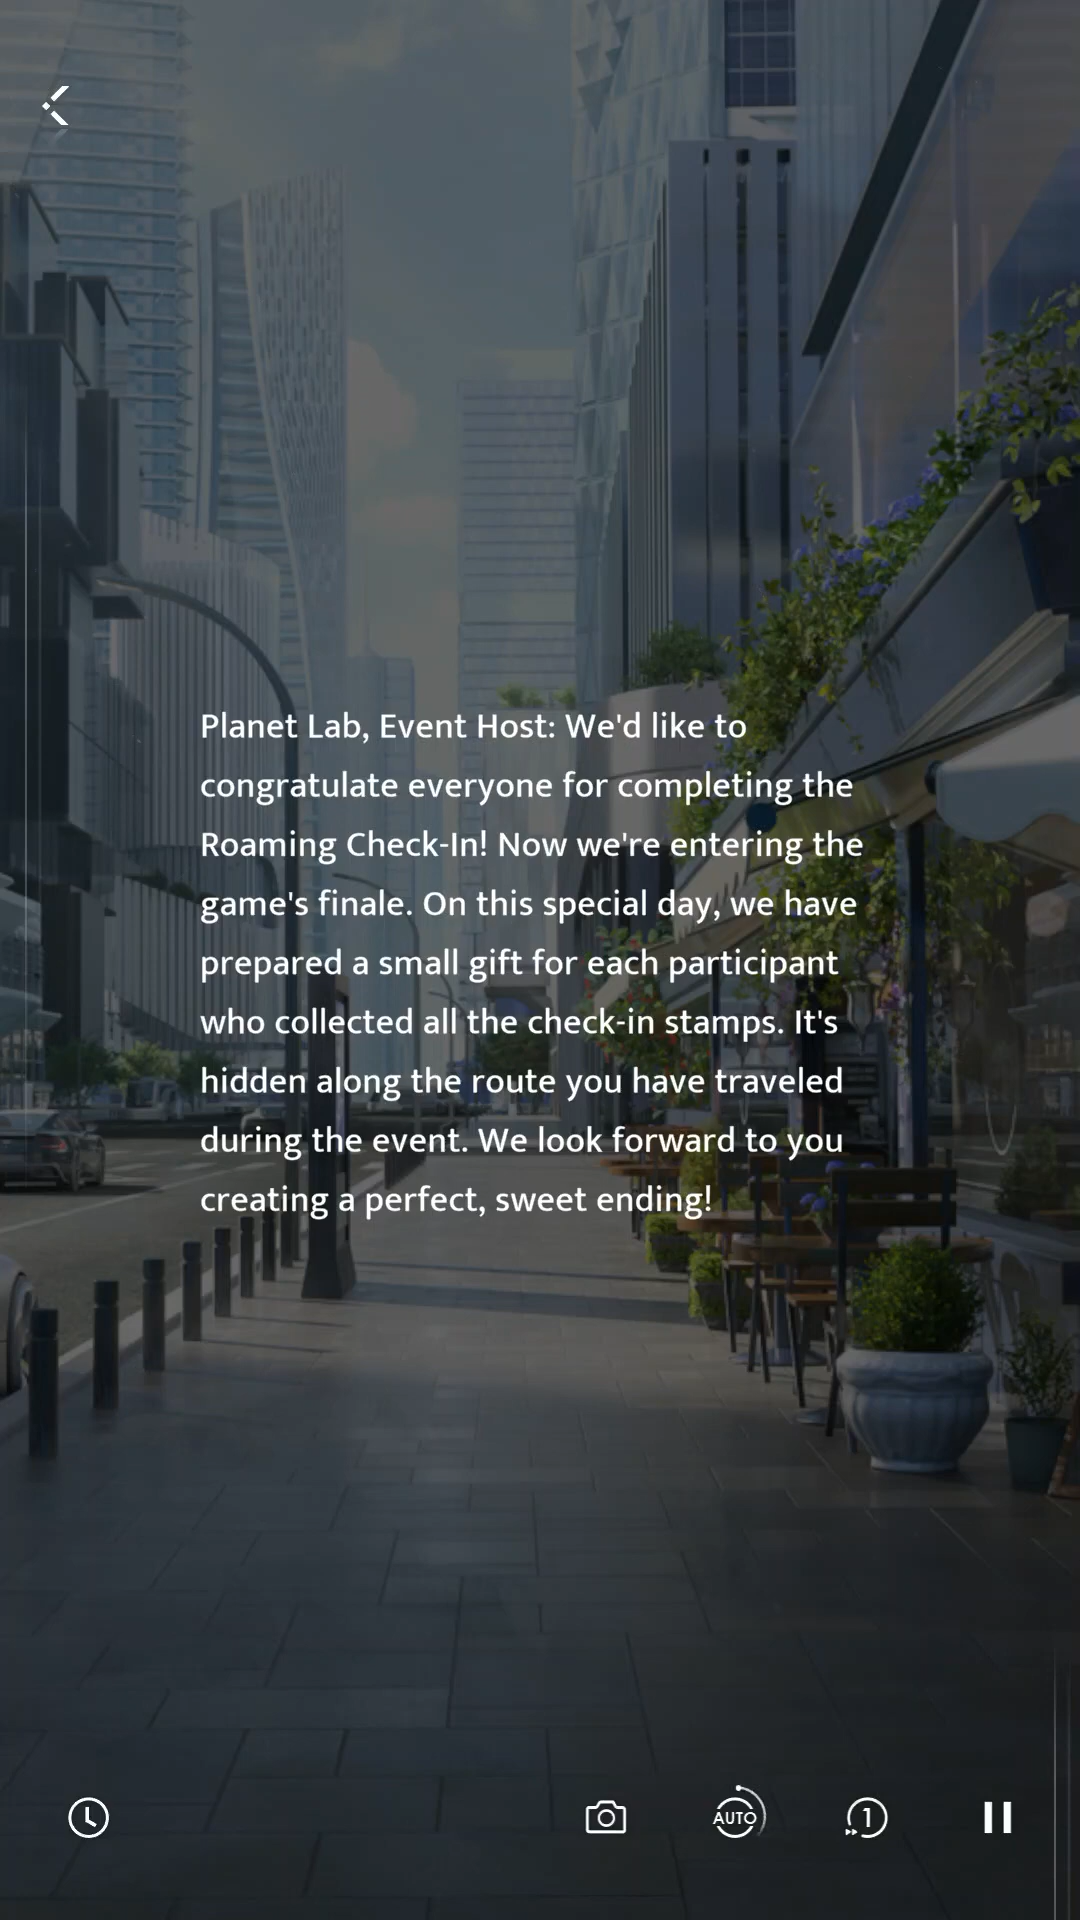 Planet Lab, Event Host: We'd like to
congratulate everyone for completing the
Roaming Check-In! Now we're entering the
game's finale. On this special day, we have
prepared a small gift for each participant
who collected all the check-in stamps. It's
hidden along the route you have traveled
during the event. We look forward to you
creating a perfect, sweet ending!
AUTO
1